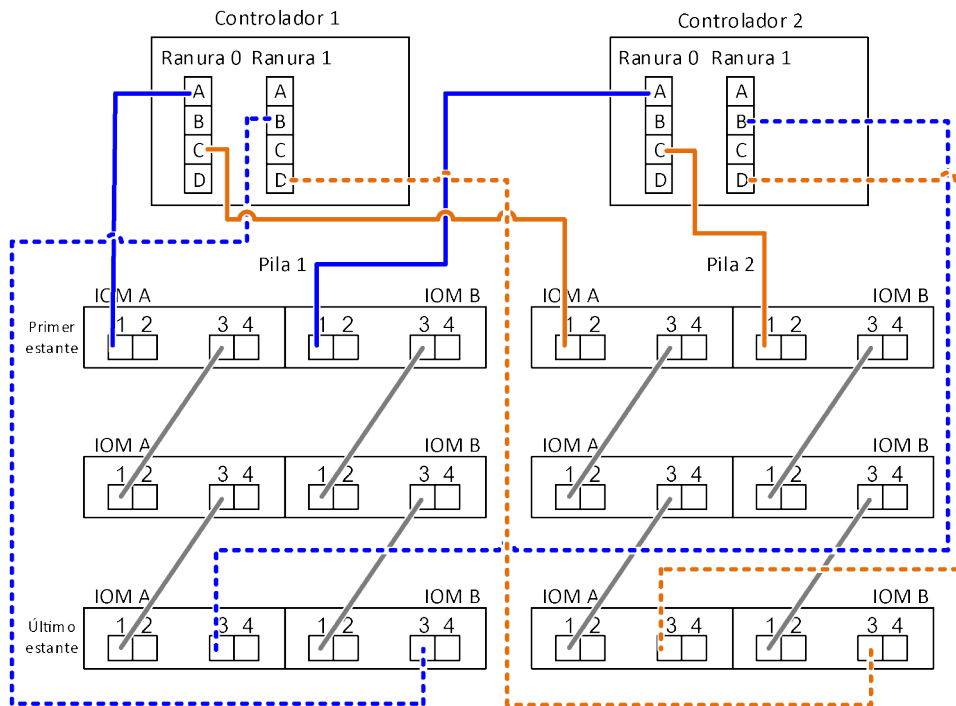 Controlador 1
Controlador 2
Ranura 0 Ranura 1
Ranura 0 Ranura 1
A A
B B
C C
D D
A A
B B
C C
D D
Pila 1
Pila 2
IOM A IOM B
IOM A IOM B
Primer estante
1 2 3 4 1 2 3 4
1 2 3 4 1 2 3 4
IOM A IOM B
IOM A IOM B
1 2 3 4 1 2 3 4
1 2 3 4 1 2 3 4
IOM A IOM B
IOM A IOM B
Último estante
1 2 3 4 1 2 3 4
1 2 3 4 1 2 3 4